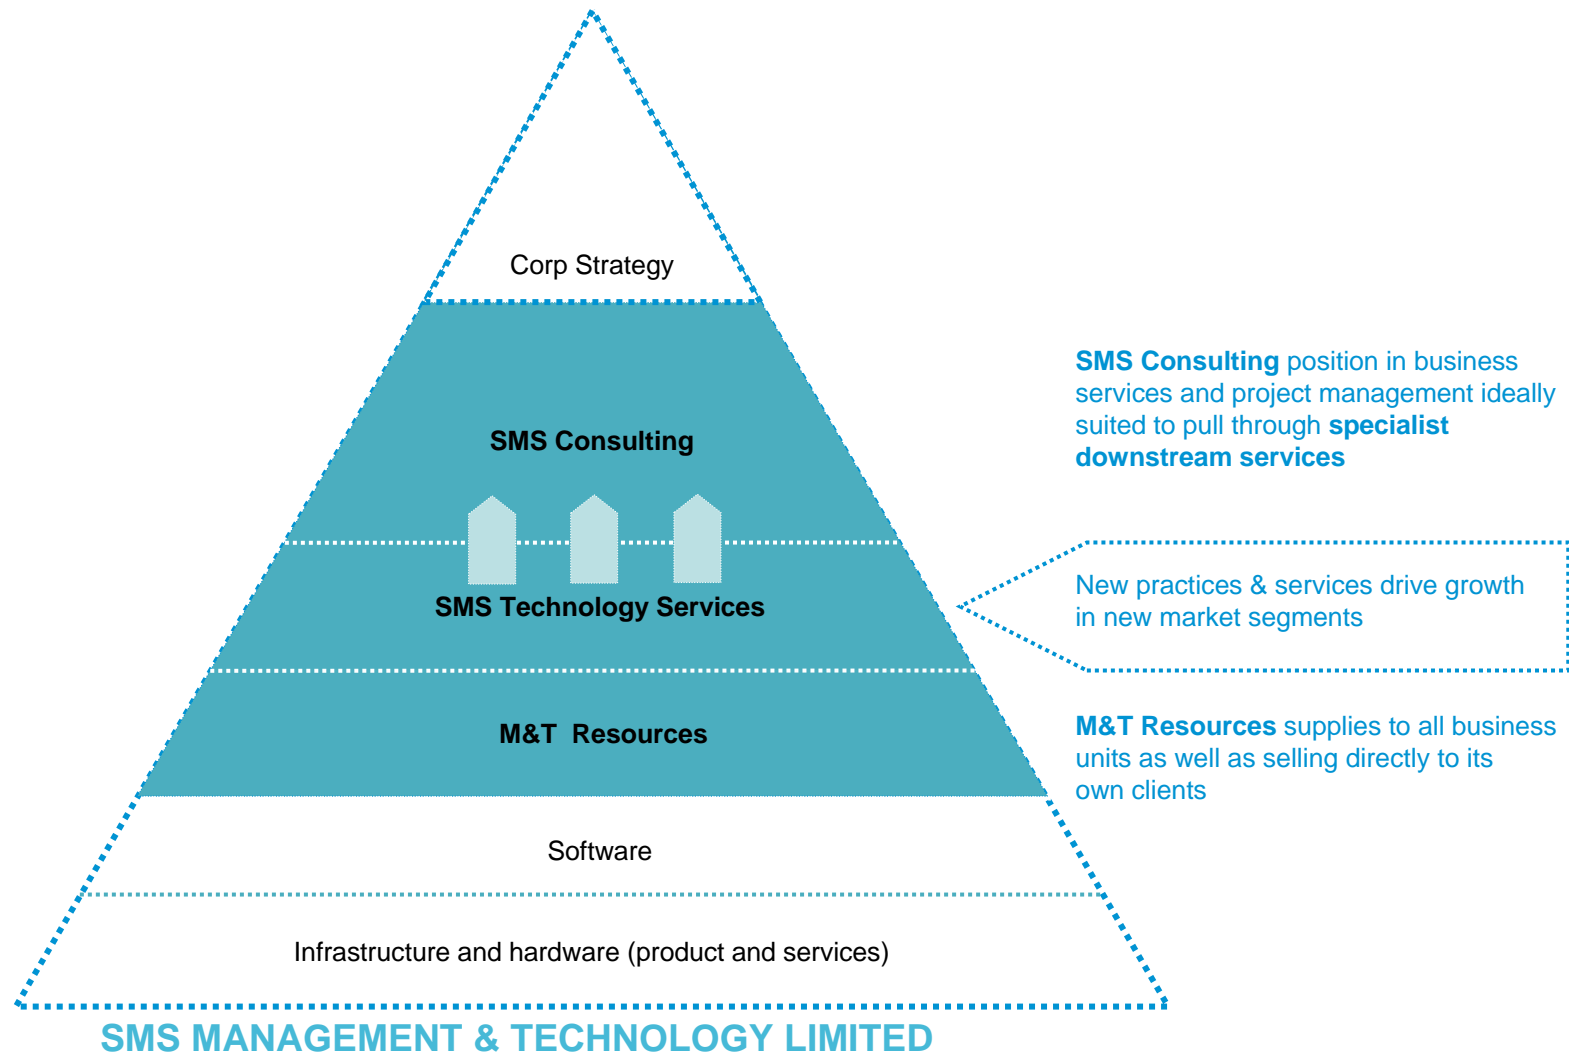 Corp Strategy
SMS Consulting
SMS Technology Services
M&T  Resources
Software
Infrastructure and hardware (product and services)
SMS Consulting position in business
services and project management ideally
suited to pull through specialist
downstream services
New practices & services drive growth
in new market segments
M&T Resources supplies to all business
units as well as selling directly to its
own clients
SMS MANAGEMENT & TECHNOLOGY LIMITED